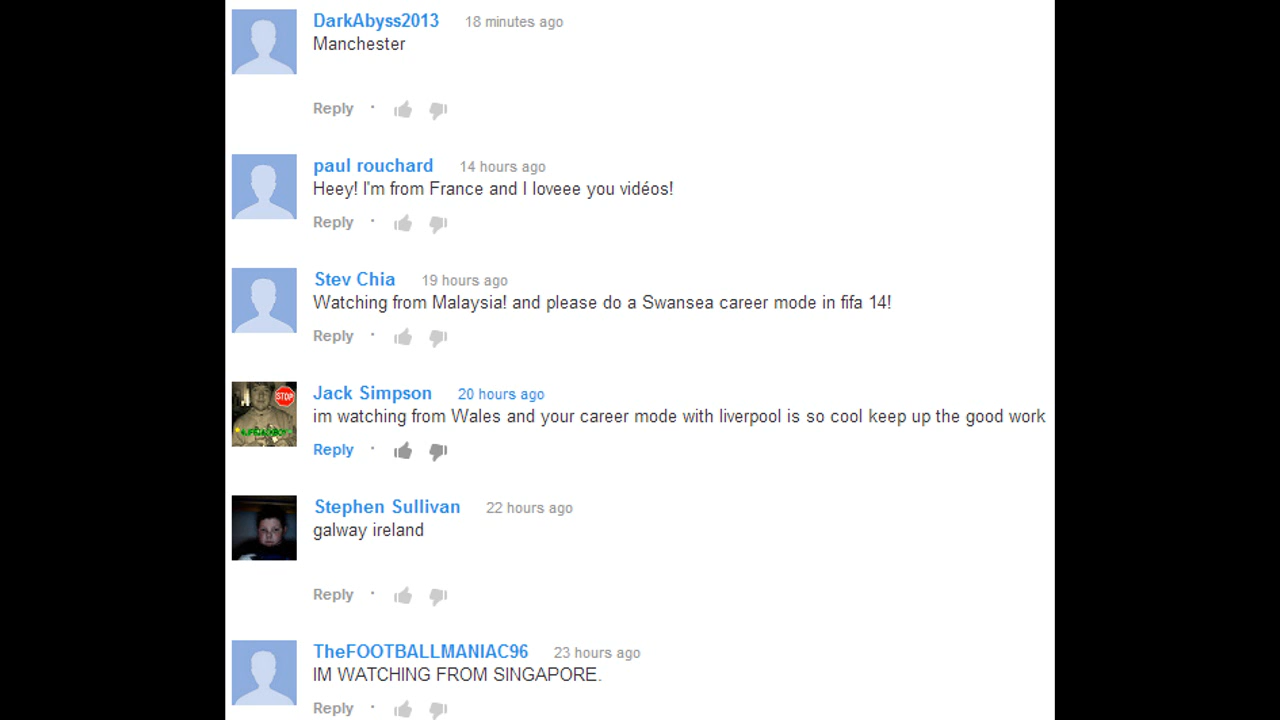 DarkAbyss2013 18 minutes ago
Manchester
Reply ·
paul rouchard 14 hours ago
Heey! I'm from France and I loveee you vidéos!
Reply ·
Stev Chia 19 hours ago
Watching from Malaysia! and please do a Swansea career mode in fifa 14!
Reply ·
STOP
Jack Simpson 20 hours ago
im watching from Wales and your career mode with liverpool is so cool keep up the good work
Reply ·
Stephen Sullivan 22 hours ago
galway ireland
Reply ·
TheFOOTBALLMANIAC96 23 hours ago
IM WATCHING FROM SINGAPORE.
Reply ·